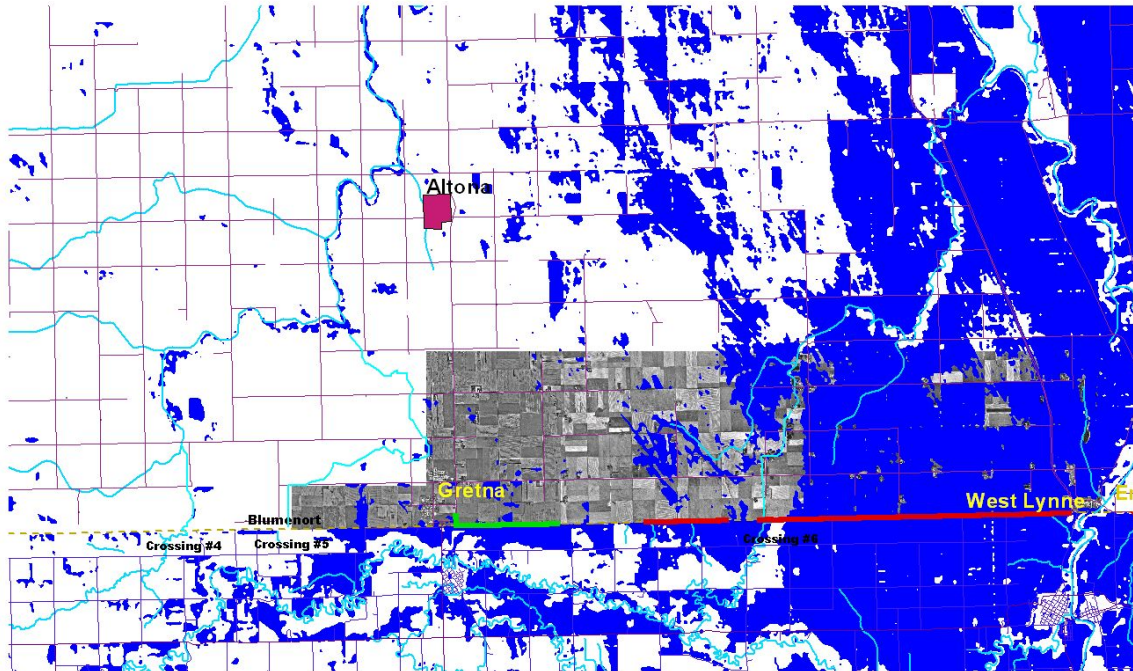 Altona
Gretna
West Lynne
Blumenort
Crossing #4
Crossing #5
Crossing #6